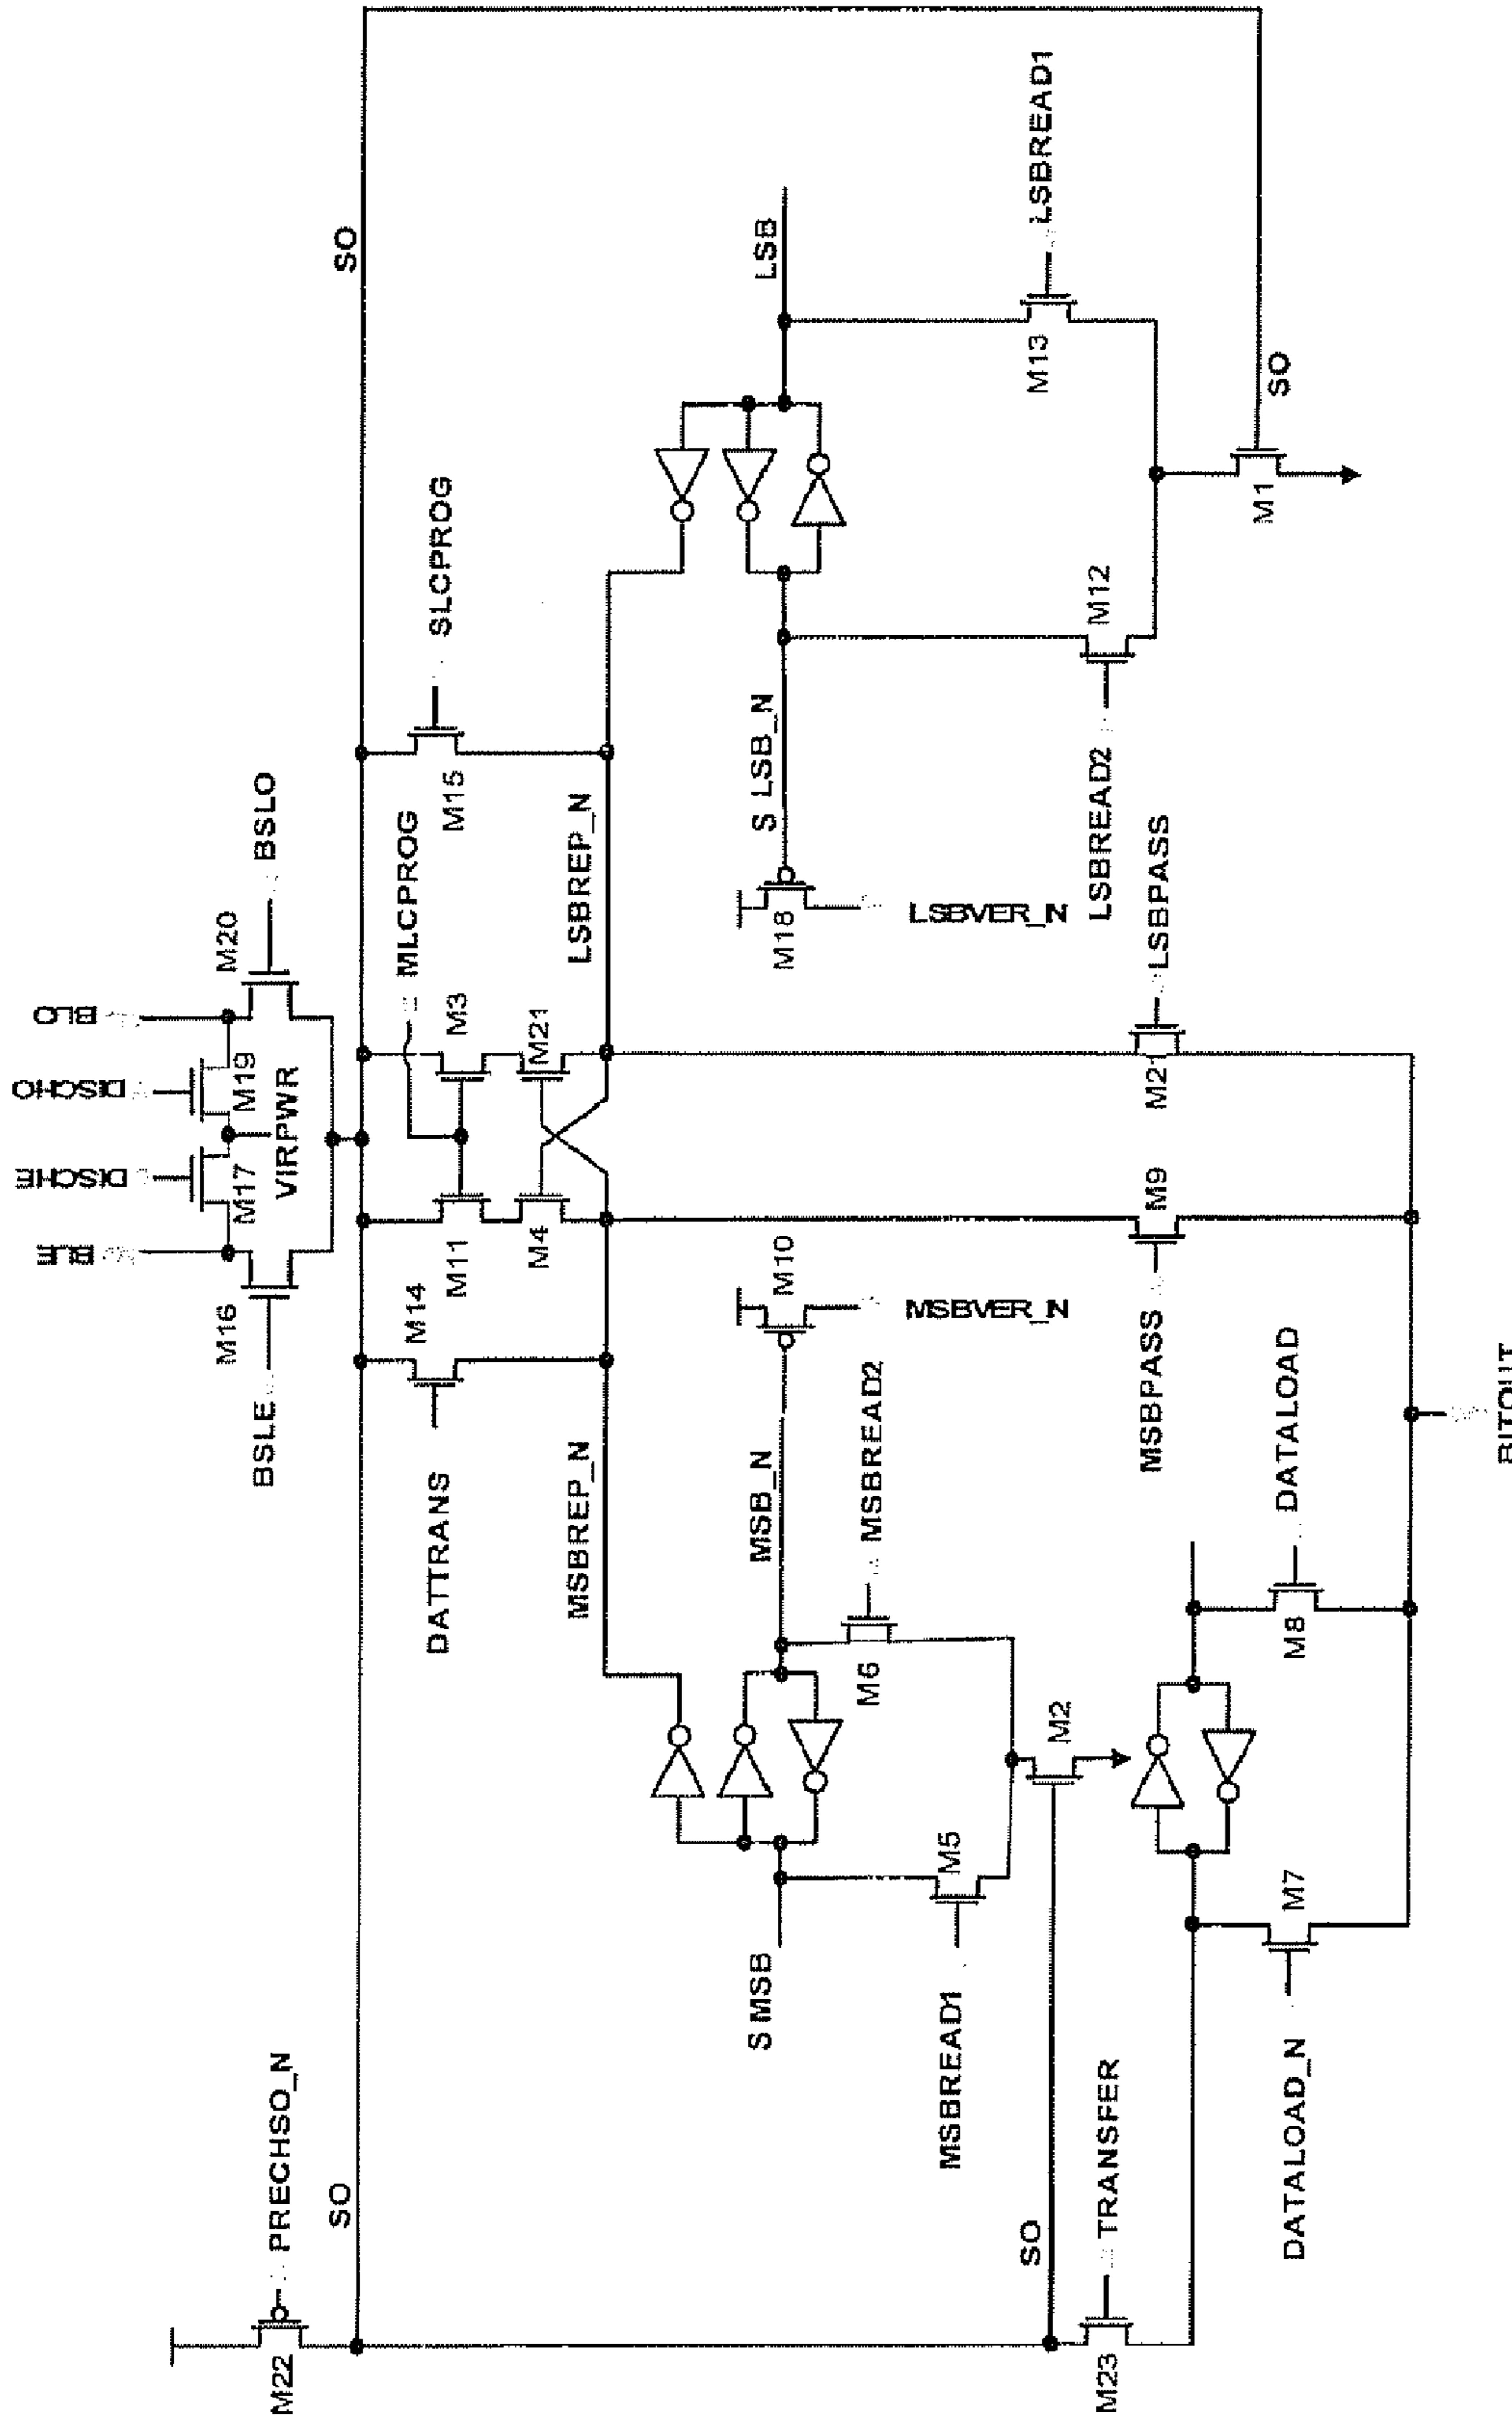 BLE
DISCHE
DISCHO
BLO
M17
M19
VIRPWR
M16
M20
BSLE
BSLO
PRECHSO_N
M22
SO
SO
DATTRANS
M14
MLCPROG
M11
M3
M4
M21
SLCPROG
M15
MSBREP_N
LSBREP_N
S MSB
MSB_N
M10
MSBVER_N
S LSB_N
M18
LSBVER_N
LSB
MSBREAD1
M5
M6
MSBREAD2
M2
SO
LSBREAD2
M12
M13
LSBREAD1
M1
SO
TRANSFER
M23
DATALOAD_N
M7
M8
DATALOAD
MSBPASS
M9
M21
LSBPASS
BITOUT